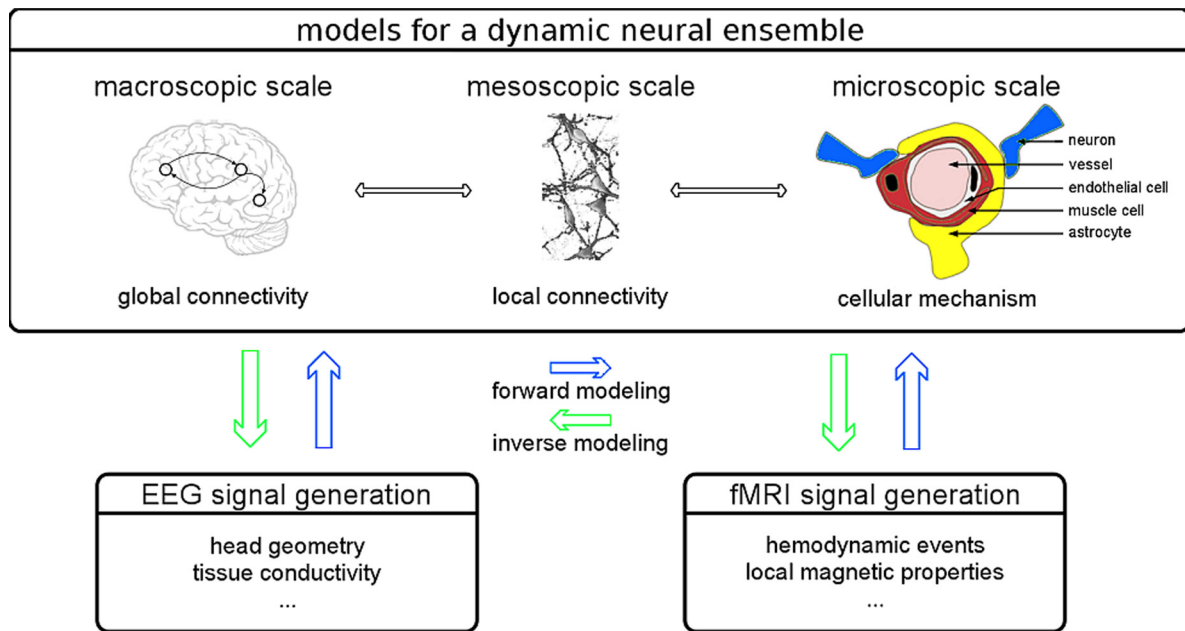 models for a dynamic neural ensemble
macroscopic scale
mesoscopic scale
microscopic scale
neuron
vessel
endothelial cell
muscle cell
astrocyte
global connectivity
local connectivity
cellular mechanism
forward modeling
inverse modeling
EEG signal generation
head geometry
tissue conductivity
...
fMRI signal generation
hemodynamic events
local magnetic properties
...